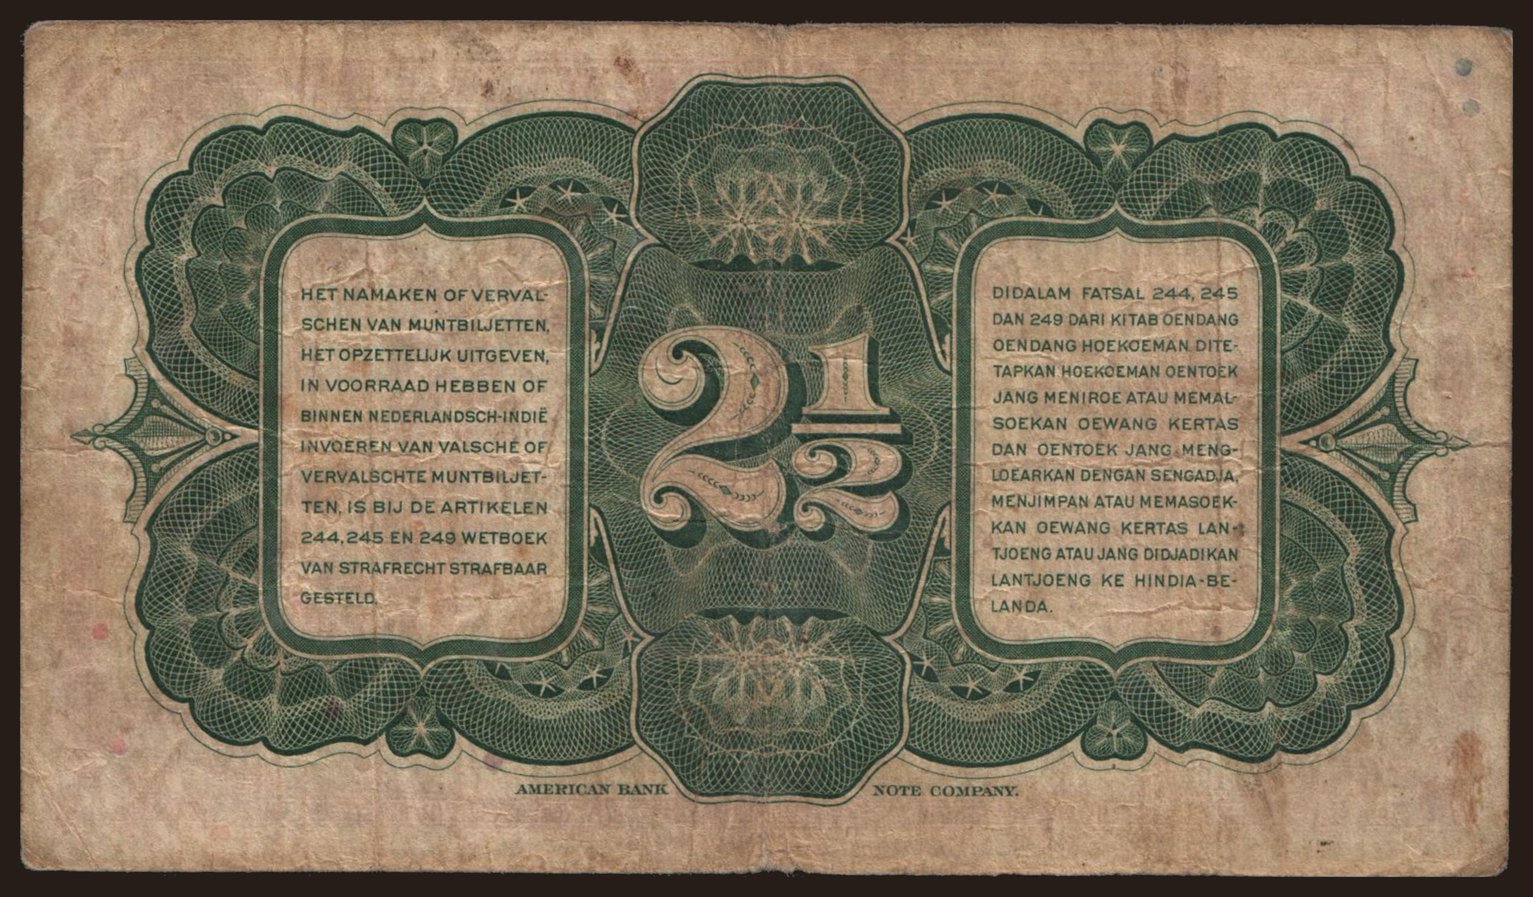 HET NAMAKEN OF VERVAL-
SCHEN VAN MUNTBILJETTEN,
HET OPZETTELIJK UITGEVEN,
IN VOORRAAD HEBBEN OF
BINNEN NEDERLANDSCH-INDIË
INVOEREN VAN VALSCHE OF
VERVALSCHTE MUNTBILJET-
TEN, IS BIJ DE ARTIKELEN
244, 245 EN 249 WETBOEK
VAN STRAFRECHT STRAFBAAR
GESTELD.
2 1/2
DIDALAM FATSAL 244, 245
DAN 249 DARI KITAB OENDANG
OENDANG HOEKOEMAN DITE-
TAPKAN HOEKOEMAN OENTOEK
JANG MENIROE ATAU MEMAL-
SOEKAN OEWANG KERTAS
DAN OENTOEK JANG MENG-
LOEARKAN DENGAN SENGADJA,
MENJIMPAN ATAU MEMASOEK-
KAN OEWANG KERTAS LAN-
TJOENG ATAU JANG DIDJADIKAN
LANTJOENG KE HINDIA-BE-
LANDA.
AMERICAN BANK NOTE COMPANY.